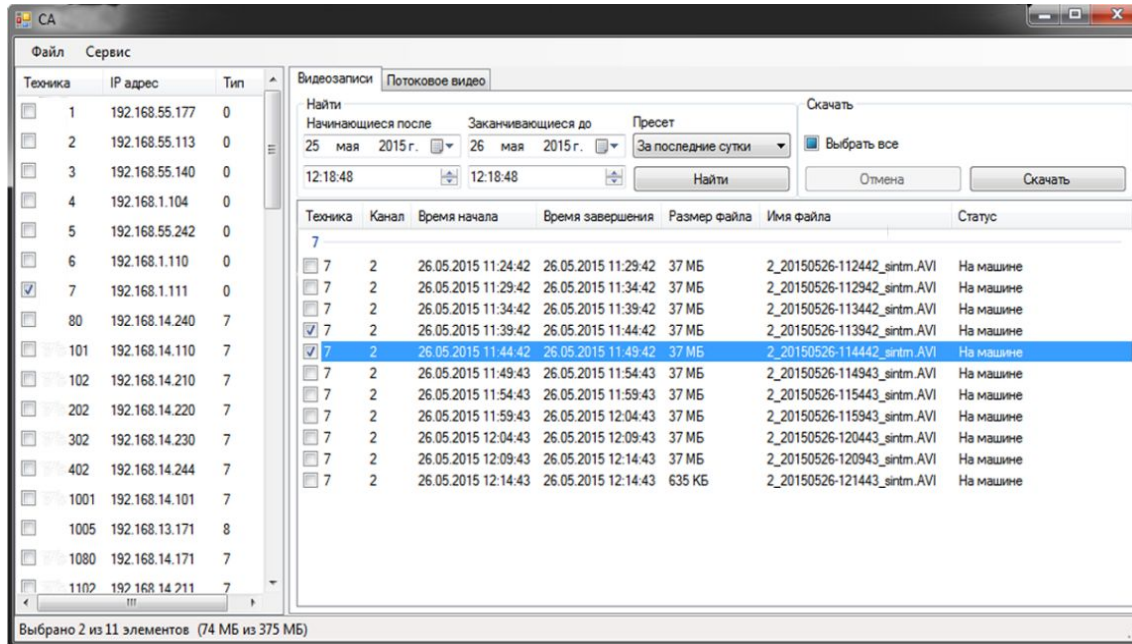 CA
Файл Сервис
Техника IP адрес Тип
1 192.168.55.177 0
2 192.168.55.113 0
3 192.168.55.140 0
4 192.168.1.104 0
5 192.168.55.242 0
6 192.168.1.110 0
7 192.168.1.111 0
80 192.168.14.240 7
101 192.168.14.110 7
102 192.168.14.210 7
202 192.168.14.220 7
302 192.168.14.230 7
402 192.168.14.244 7
1001 192.168.14.101 7
1005 192.168.13.171 8
1080 192.168.14.171 7
1102 192.168.14.211 7
Видеозаписи Потоковое видео
Найти
Начинающиеся после Заканчивающиеся до Пресет
25 мая 2015 г. 26 мая 2015 г. За последние сутки
12:18:48 12:18:48 Найти
Скачать
Выбрать все
Отмена Скачать
Техника Канал Время начала Время завершения Размер файла Имя файла Статус
7
7 2 26.05.2015 11:24:42 26.05.2015 11:29:42 37 МБ 2_20150526-112442_sintm.AVI На машине
7 2 26.05.2015 11:29:42 26.05.2015 11:34:42 37 МБ 2_20150526-112942_sintm.AVI На машине
7 2 26.05.2015 11:34:42 26.05.2015 11:39:42 37 МБ 2_20150526-113442_sintm.AVI На машине
7 2 26.05.2015 11:39:42 26.05.2015 11:44:42 37 МБ 2_20150526-113942_sintm.AVI На машине
7 2 26.05.2015 11:44:42 26.05.2015 11:49:42 37 МБ 2_20150526-114442_sintm.AVI На машине
7 2 26.05.2015 11:49:43 26.05.2015 11:54:43 37 МБ 2_20150526-114943_sintm.AVI На машине
7 2 26.05.2015 11:54:43 26.05.2015 11:59:43 37 МБ 2_20150526-115443_sintm.AVI На машине
7 2 26.05.2015 11:59:43 26.05.2015 12:04:43 37 МБ 2_20150526-115943_sintm.AVI На машине
7 2 26.05.2015 12:04:43 26.05.2015 12:09:43 37 МБ 2_20150526-120443_sintm.AVI На машине
7 2 26.05.2015 12:09:43 26.05.2015 12:14:43 37 МБ 2_20150526-120943_sintm.AVI На машине
7 2 26.05.2015 12:14:43 26.05.2015 12:14:43 635 КБ 2_20150526-121443_sintm.AVI На машине
Выбрано 2 из 11 элементов (74 МБ из 375 МБ)